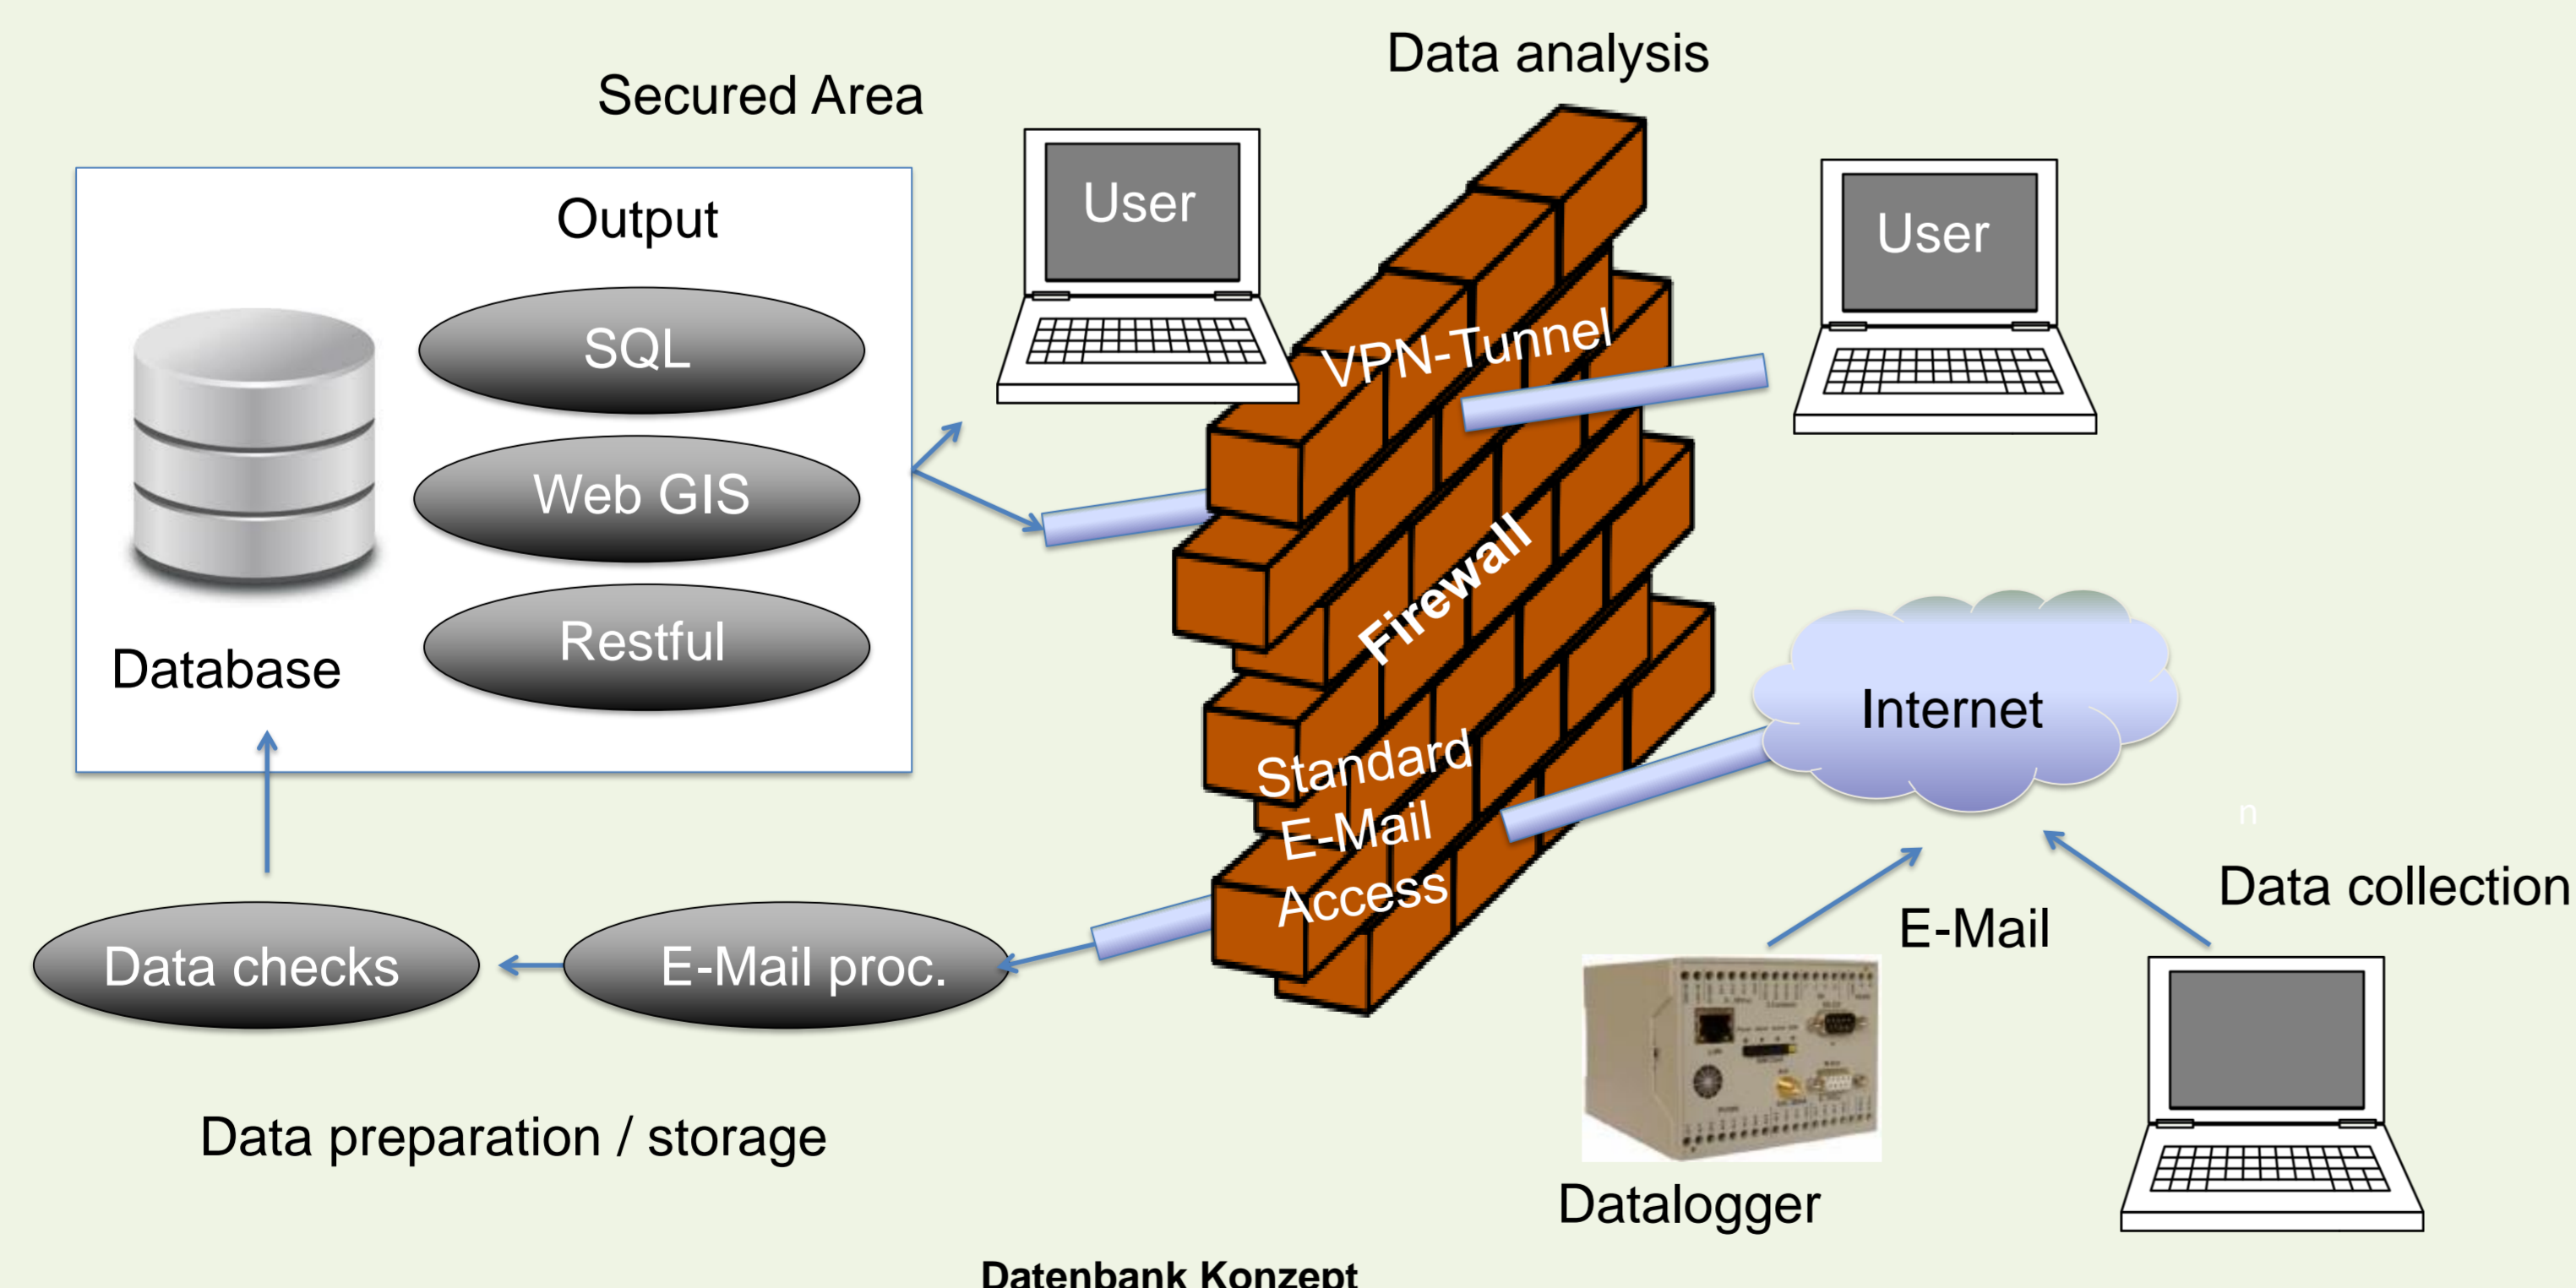 Data analysis
Secured Area
User
User
Output
SQL
Web GIS
Restful
Database
VPN-Tunnel
Firewall
Standard
E-Mail
Access
Internet
n
Data collection
E-Mail
Data checks
E-Mail proc.
Data preparation / storage
Datalogger
Datenbank Konzept